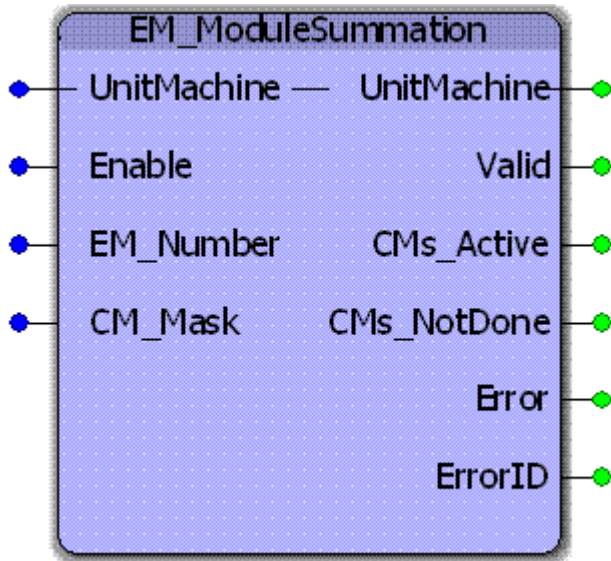 EM_ModuleSummation
UnitMachine UnitMachine
Enable Valid
EM_Number CMs_Active
CM_Mask CMs_NotDone
Error
ErrorID